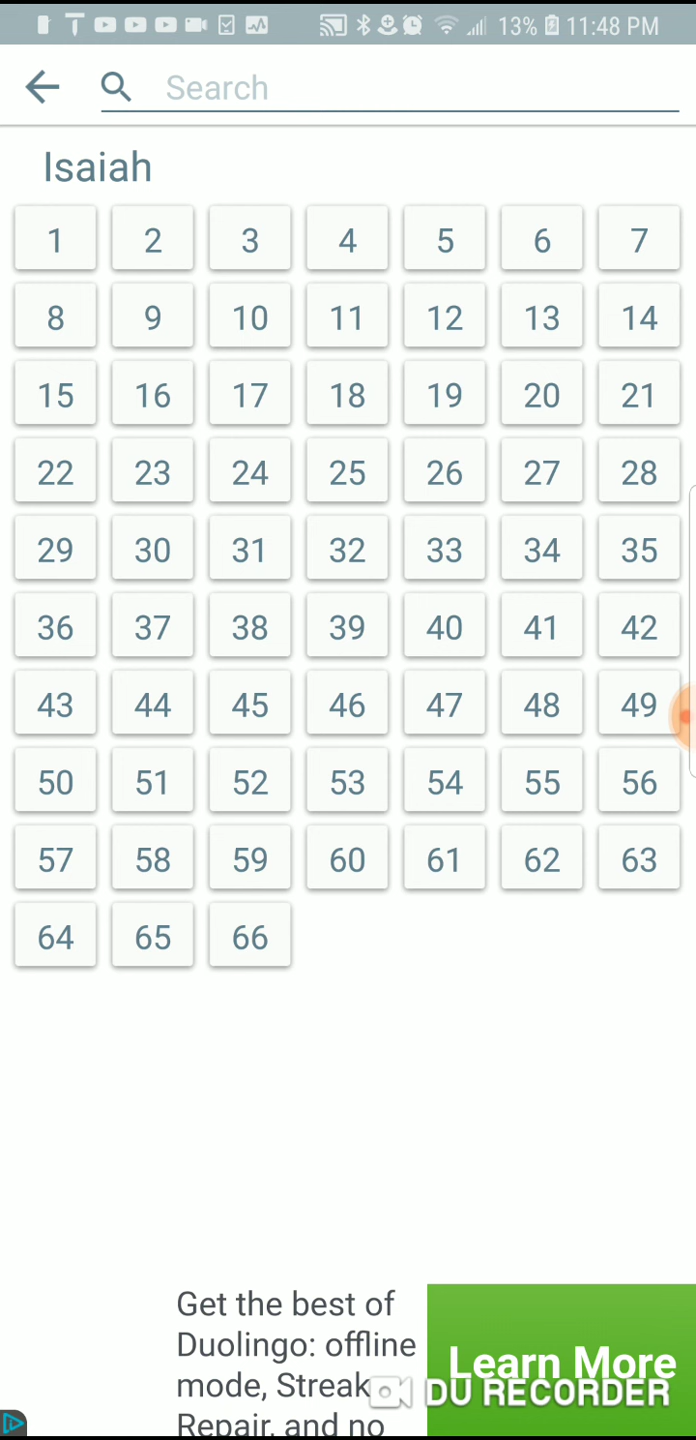 13% 11:48 PM
Search
Isaiah
1 2 3 4 5 6 7
8 9 10 11 12 13 14
15 16 17 18 19 20 21
22 23 24 25 26 27 28
29 30 31 32 33 34 35
36 37 38 39 40 41 42
43 44 45 46 47 48 49
50 51 52 53 54 55 56
57 58 59 60 61 62 63
64 65 66
Get the best of
Duolingo: offline
mode, Streak
Repair, and no
Learn More
DU RECORDER